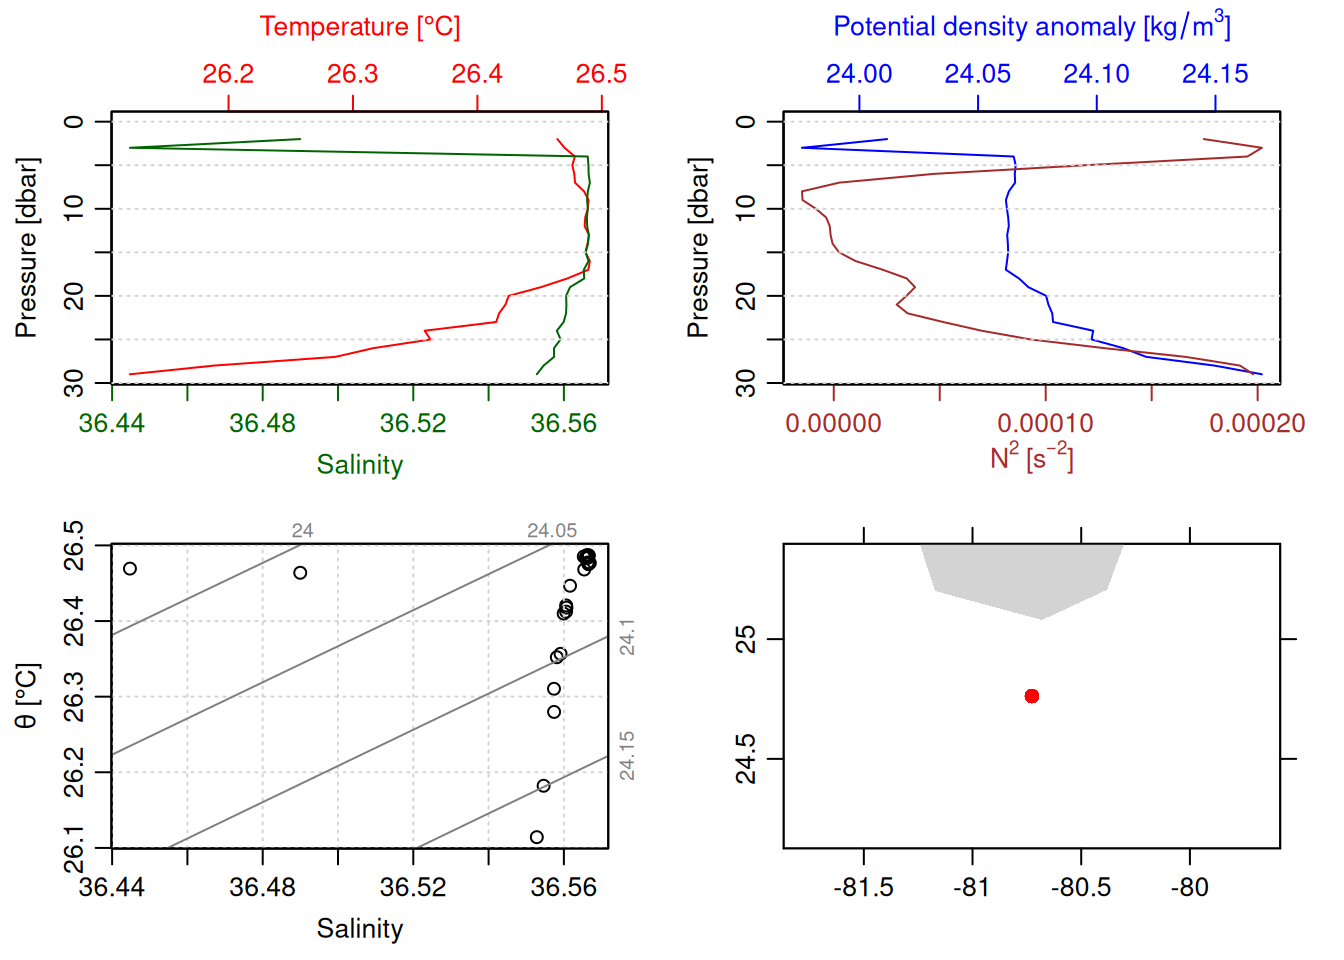 Temperature [°C]
26.2 26.3 26.4 26.5
Pressure [dbar]
0
10
20
30
36.44 36.48 36.52 36.56
Salinity
Potential density anomaly [kg/m³]
24.00 24.05 24.10 24.15
Pressure [dbar]
0
10
20
30
0.00000 0.00010 0.00020
N² [s⁻²]
24 24.05
24.1
24.15
θ [°C]
26.5
26.4
26.3
26.2
26.1
36.44 36.48 36.52 36.56
Salinity
25
24.5
-81.5 -81 -80.5 -80